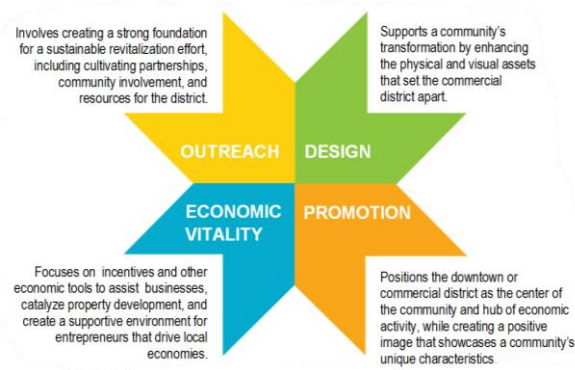 Involves creating a strong foundation
for a sustainable revitalization effort,
including cultivating partnerships,
community involvement, and
resources for the district.
Supports a community's
transformation by enhancing
the physical and visual assets
that set the commercial
district apart.
OUTREACH
DESIGN
ECONOMIC
VITALITY
PROMOTION
Focuses on incentives and other
economic tools to assist businesses,
catalyze property development, and
create a supportive environment for
entrepreneurs that drive local
economies.
Positions the downtown or
commercial district as the center of
the community and hub of economic
activity, while creating a positive
image that showcases a community's
unique characteristics.